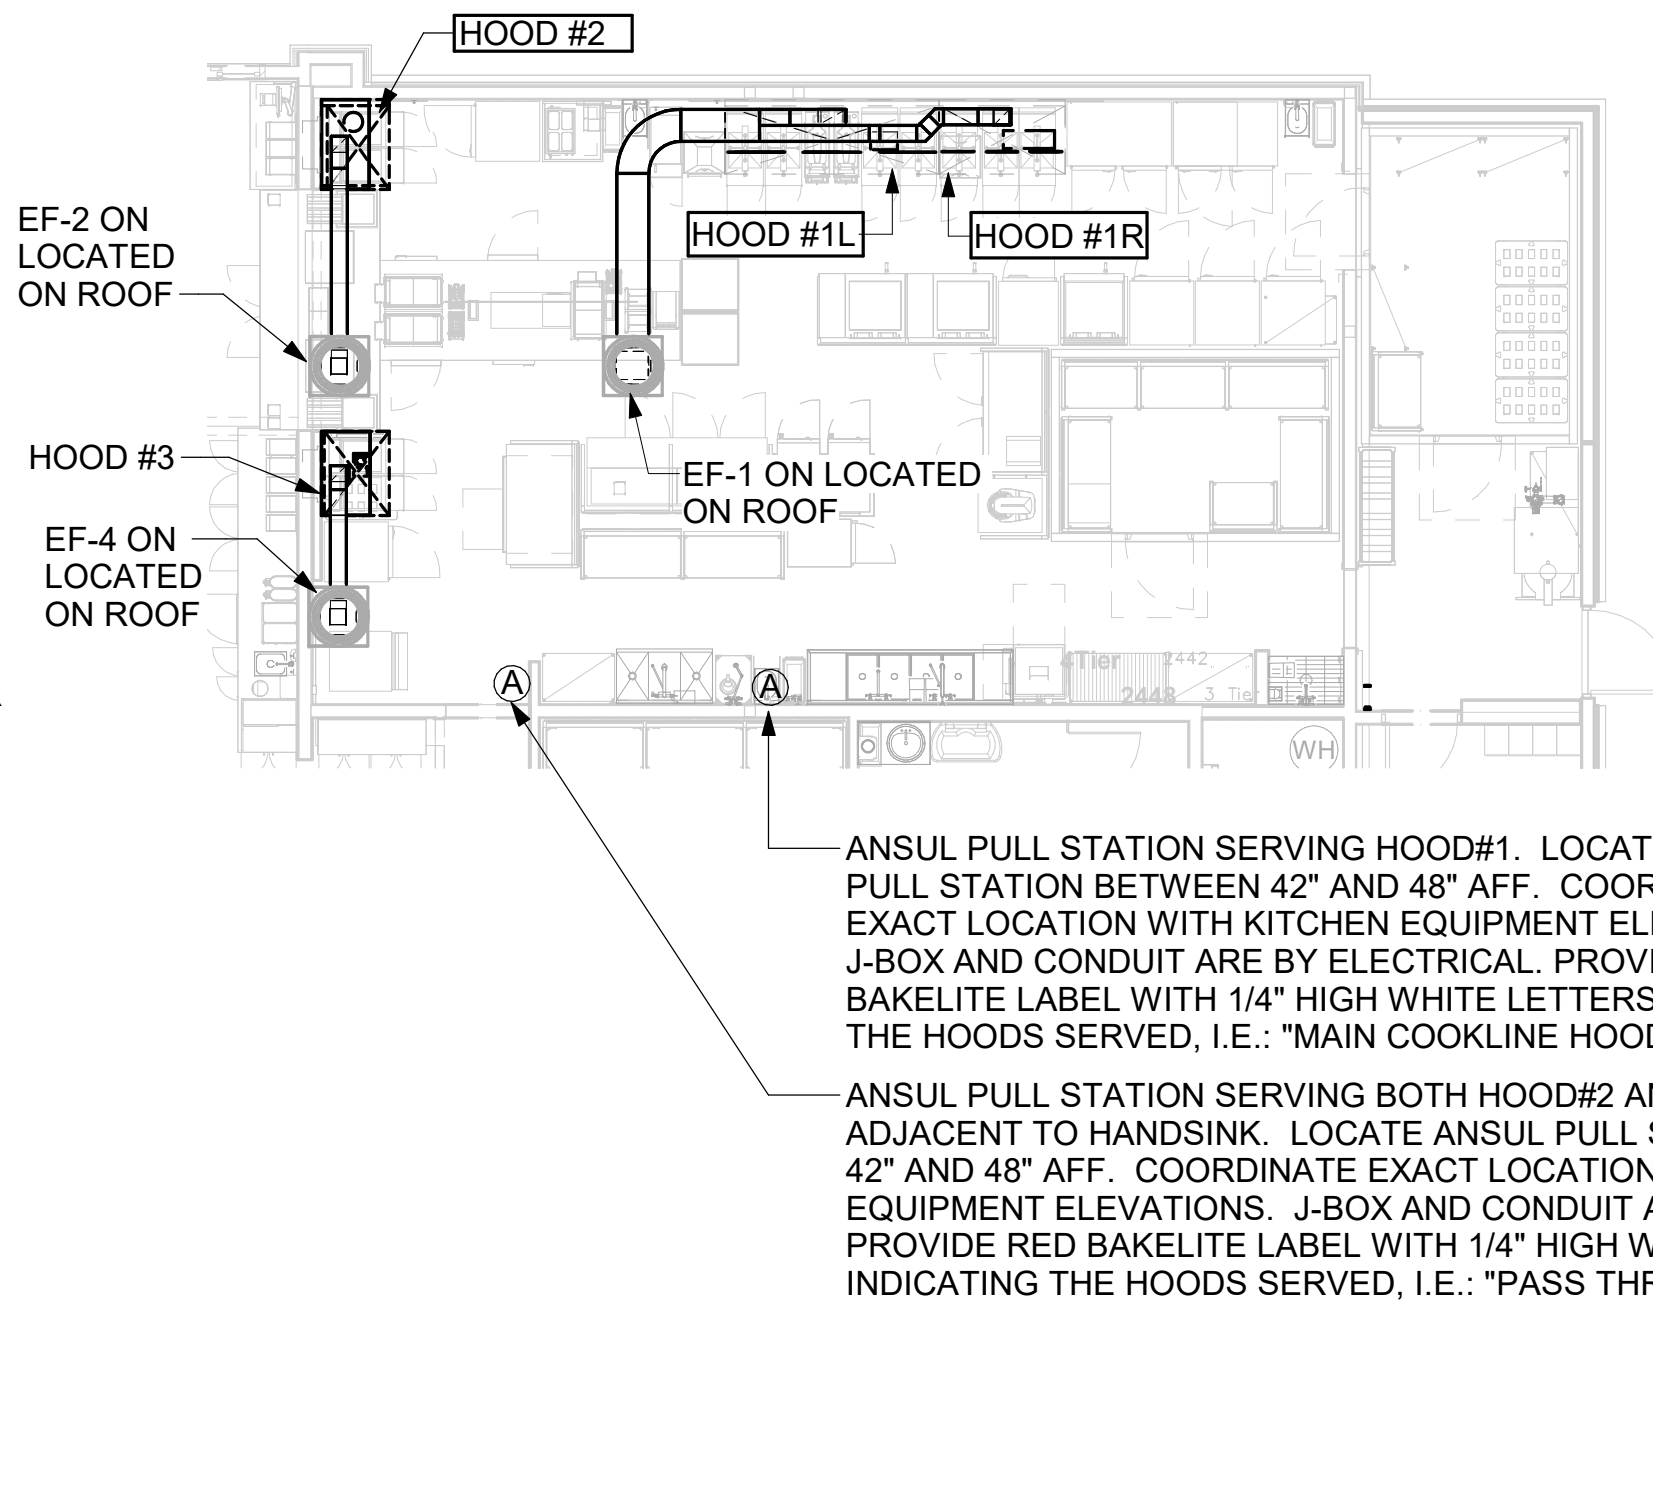 HOOD #2
EF-2 ON
LOCATED
ON ROOF
HOOD #1L
HOOD #1R
HOOD #3
EF-1 ON LOCATED
ON ROOF
EF-4 ON
LOCATED
ON ROOF
4Tier
2442
2448
3 Tier
A
A
WH
ANSUL PULL STATION SERVING HOOD#1. LOCAT
PULL STATION BETWEEN 42" AND 48" AFF. COOR
EXACT LOCATION WITH KITCHEN EQUIPMENT EL
J-BOX AND CONDUIT ARE BY ELECTRICAL. PROV
BAKELITE LABEL WITH 1/4" HIGH WHITE LETTERS
THE HOODS SERVED, I.E.: "MAIN COOKLINE HOOD
ANSUL PULL STATION SERVING BOTH HOOD#2 AN
ADJACENT TO HANDSINK. LOCATE ANSUL PULL S
42" AND 48" AFF. COORDINATE EXACT LOCATION
EQUIPMENT ELEVATIONS. J-BOX AND CONDUIT A
PROVIDE RED BAKELITE LABEL WITH 1/4" HIGH W
INDICATING THE HOODS SERVED, I.E.: "PASS THR